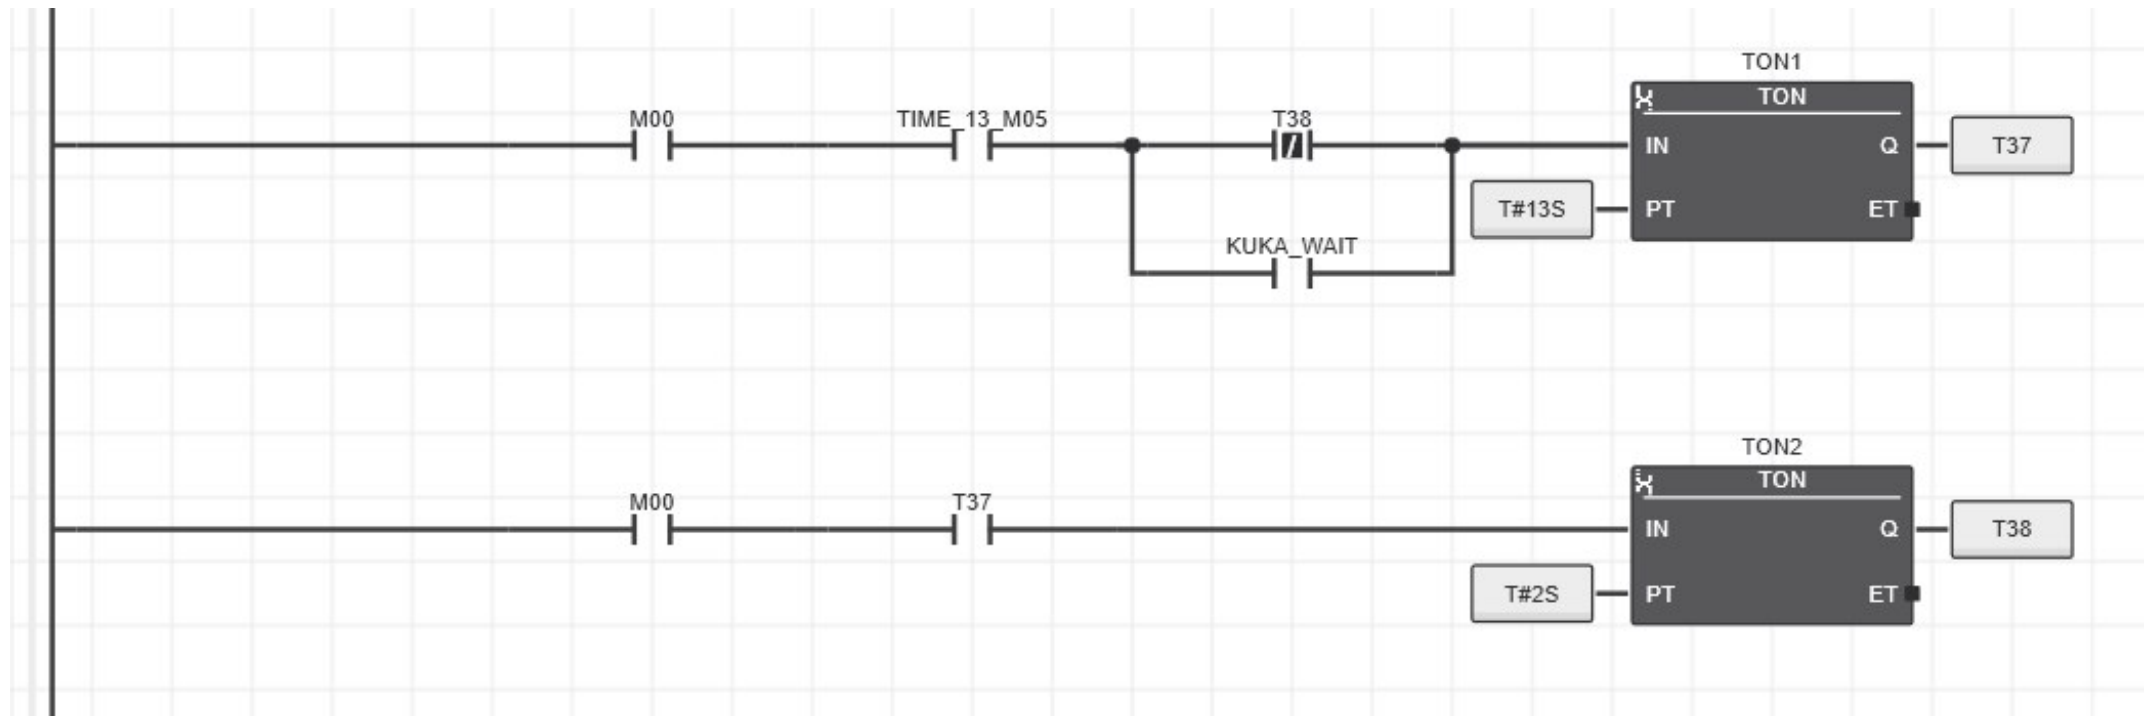 TON1
TON
M00 TIME_13_M05 T38
IN Q T37
T#13S PT ET
KUKA_WAIT
TON2
TON
M00 T37
IN Q T38
T#2S PT ET